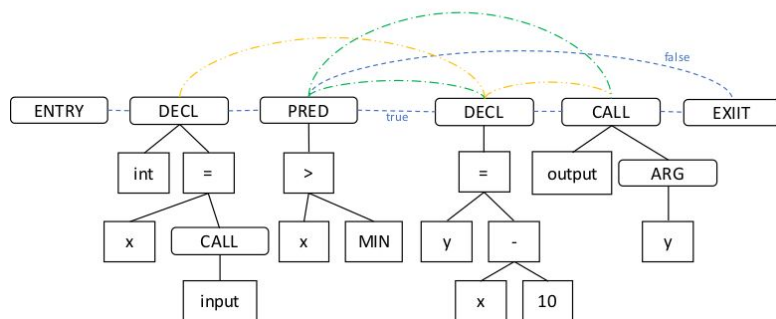 false
ENTRY DECL PRED true DECL CALL EXIIT
int = > = output ARG
x CALL x MIN y - y
input x 10